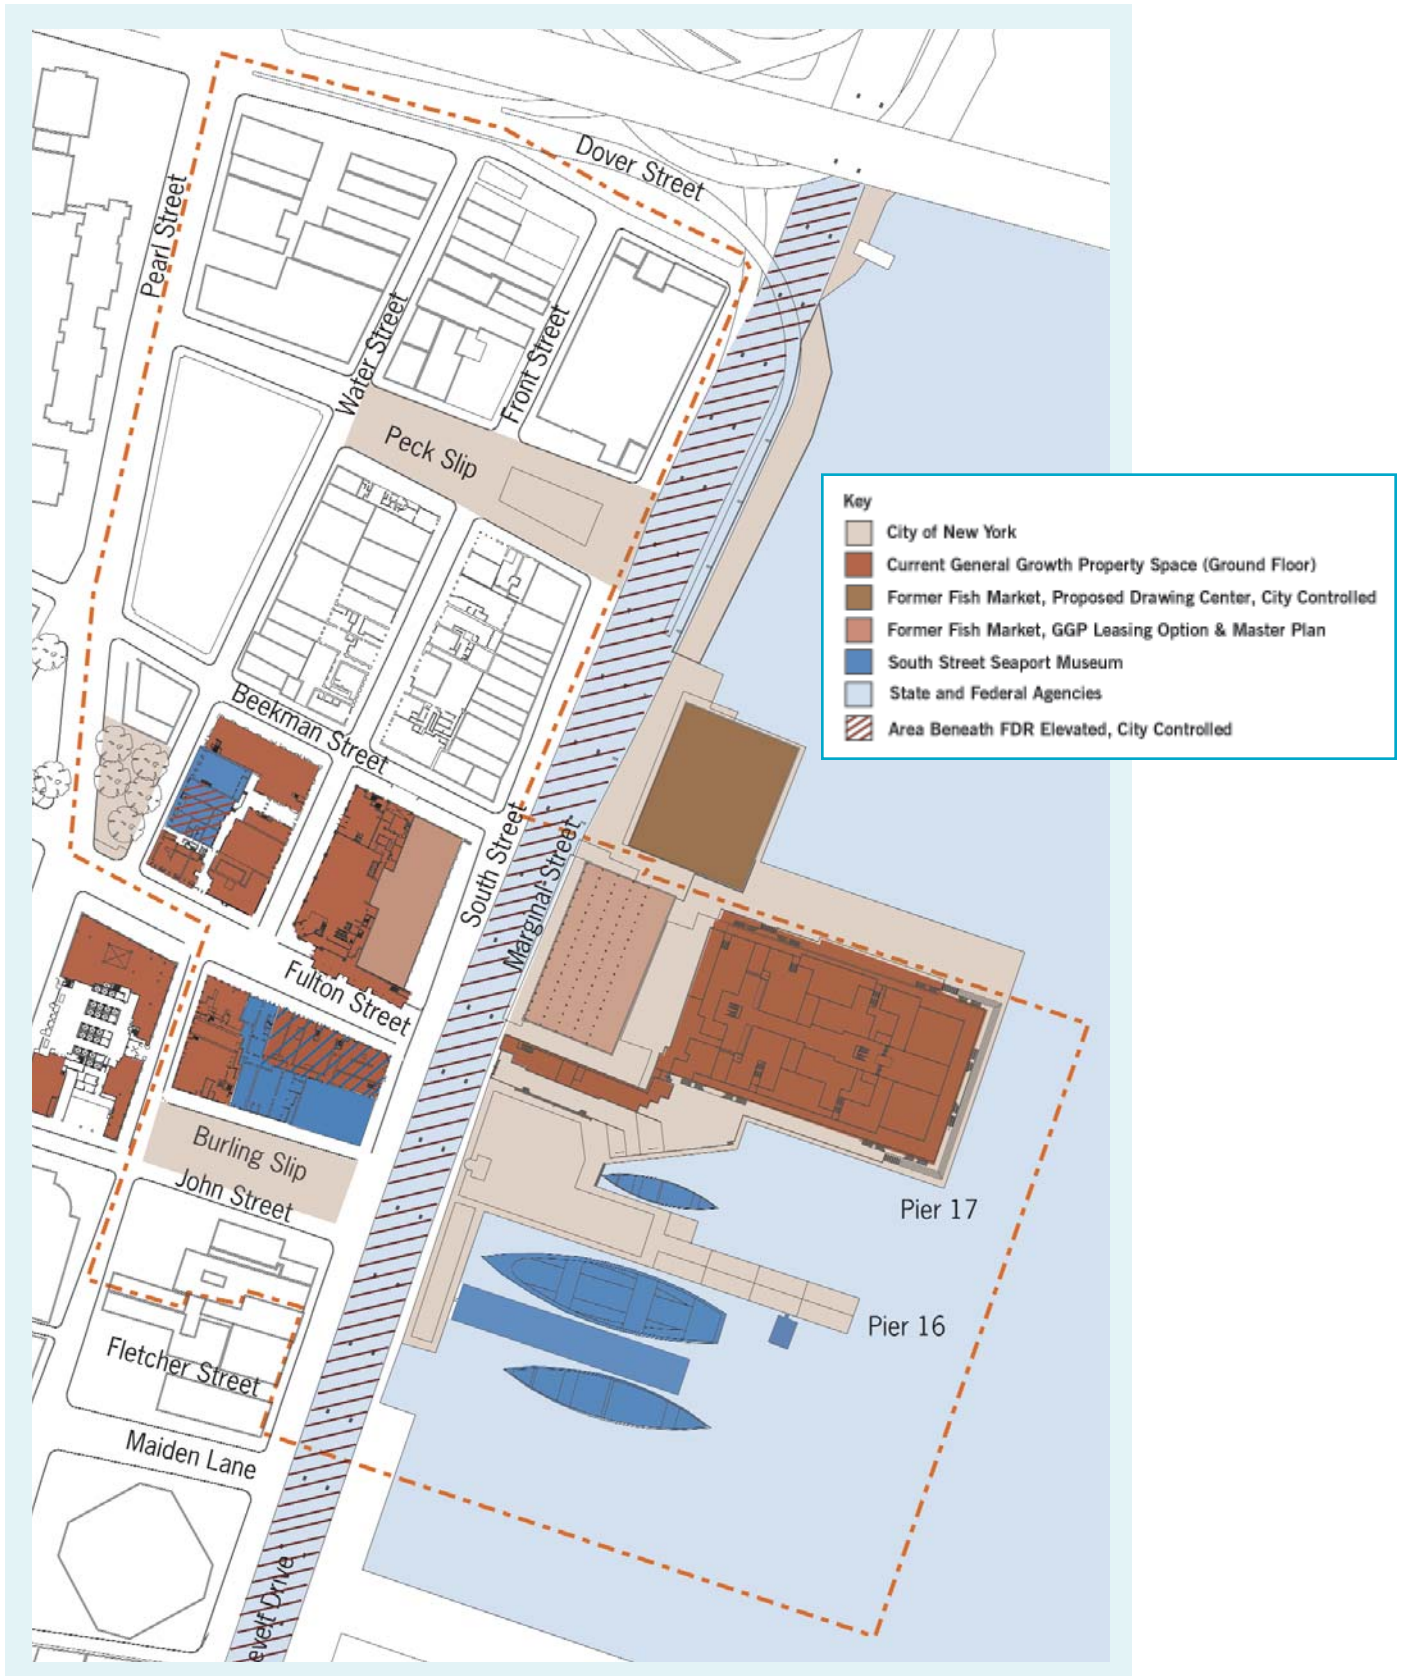 Dover Street
Pearl Street
Water Street
Front Street
Peck Slip
Key
City of New York
Current General Growth Property Space (Ground Floor)
Former Fish Market, Proposed Drawing Center, City Controlled
Former Fish Market, GGP Leasing Option & Master Plan
South Street Seaport Museum
State and Federal Agencies
Area Beneath FDR Elevated, City Controlled
Beekman Street
South Street
Marginal Street
Fulton Street
Burling Slip
John Street
Pier 17
Pier 16
Fletcher Street
Maiden Lane
evelt Drive